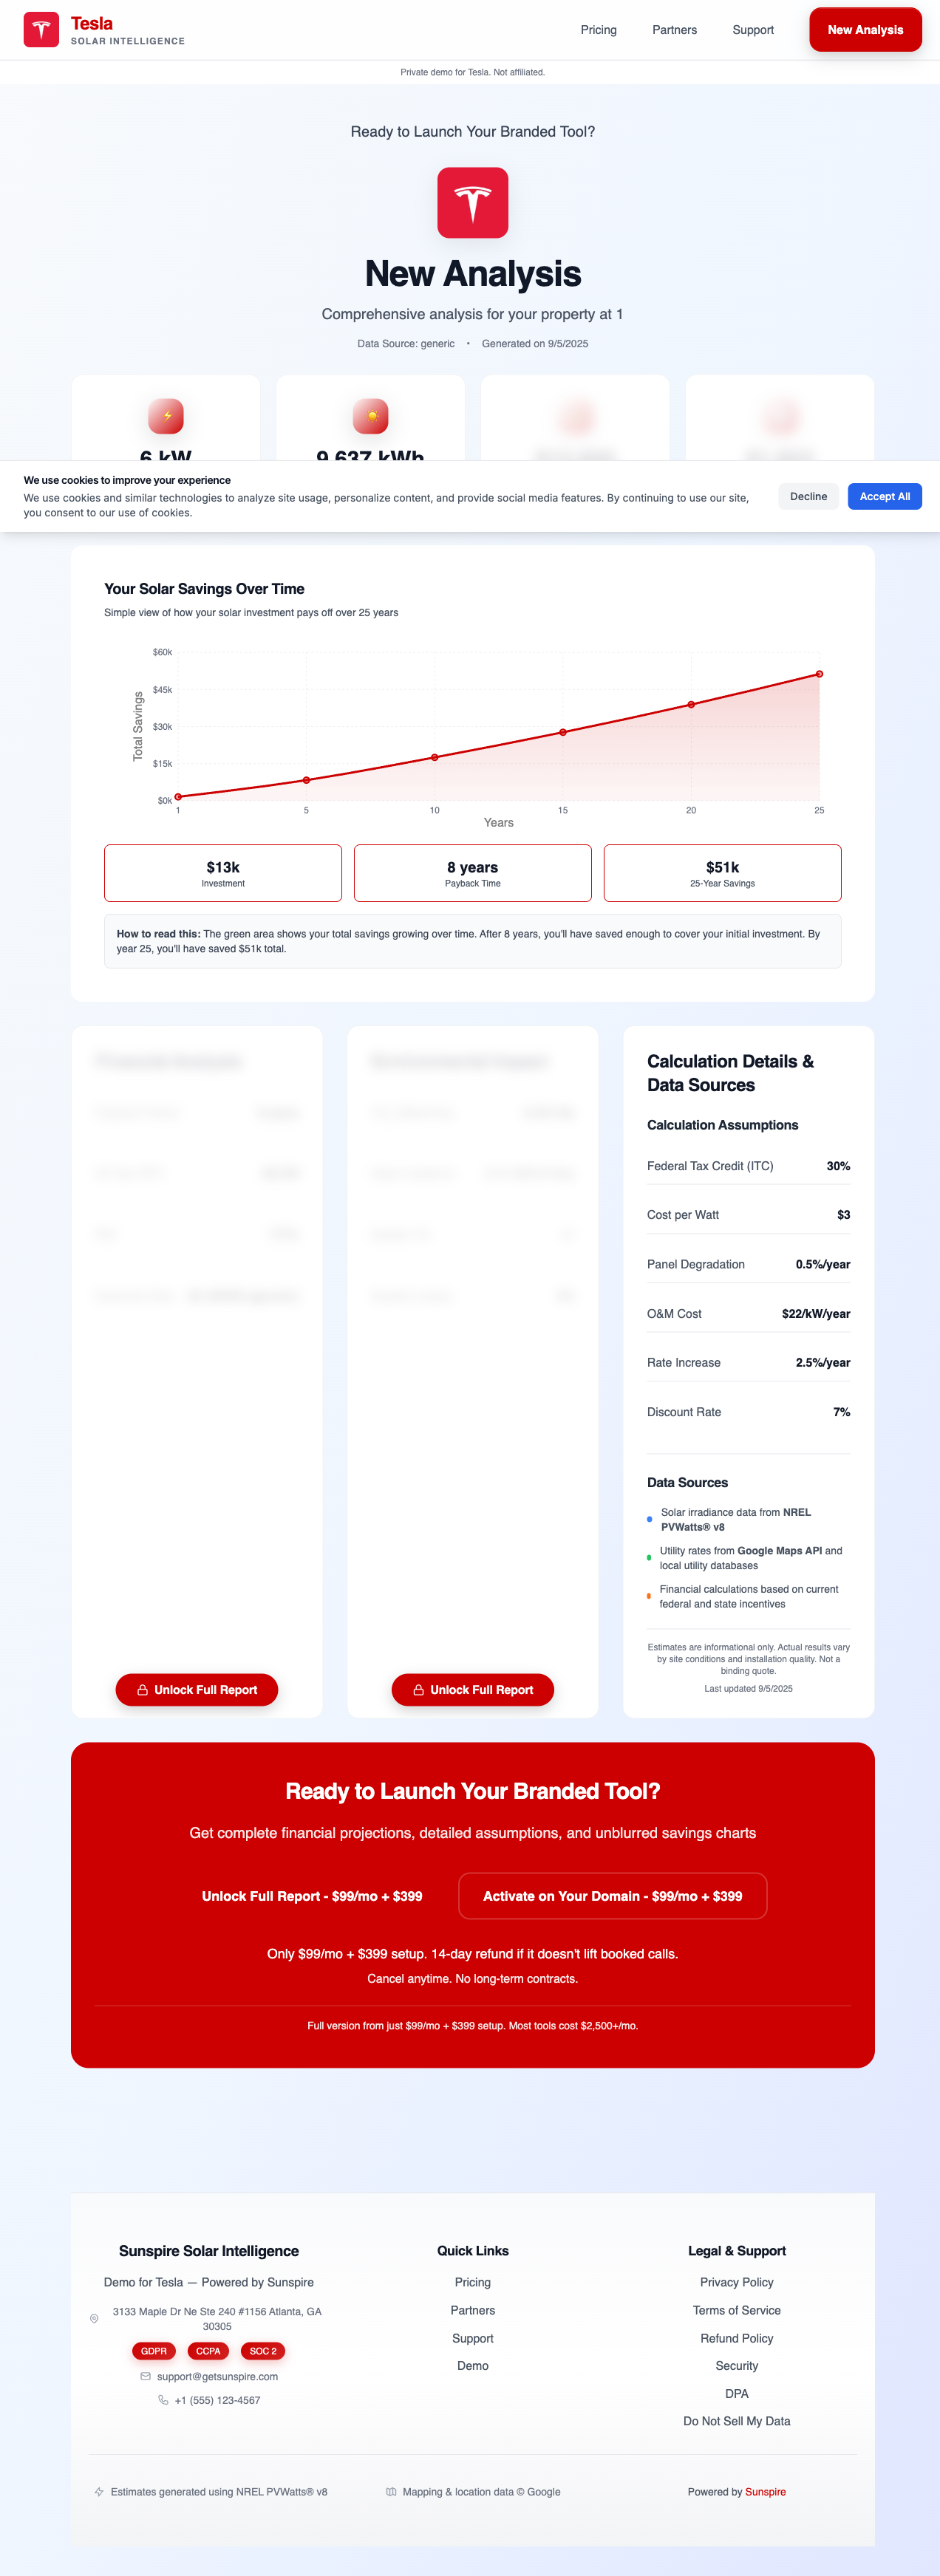 Tesla
SOLAR INTELLIGENCE
Pricing
Partners
Support
New Analysis
Private demo for Tesla. Not affiliated.
Ready to Launch Your Branded Tool?
New Analysis
Comprehensive analysis for your property at 1
Data Source: generic • Generated on 9/5/2025
6 kW
9,637 kWh
We use cookies to improve your experience
We use cookies and similar technologies to analyze site usage, personalize content, and provide social media features. By continuing to use our site,
you consent to our use of cookies.
Decline
Accept All
Your Solar Savings Over Time
Simple view of how your solar investment pays off over 25 years
Total Savings
$60k
$45k
$30k
$15k
$0k
1
5
10
15
20
25
Years
$13k
Investment
8 years
Payback Time
$51k
25-Year Savings
How to read this: The green area shows your total savings growing over time. After 8 years, you'll have saved enough to cover your initial investment. By
year 25, you'll have saved $51k total.
Unlock Full Report
Unlock Full Report
Calculation Details &
Data Sources
Calculation Assumptions
Federal Tax Credit (ITC) 30%
Cost per Watt $3
Panel Degradation 0.5%/year
O&M Cost $22/kW/year
Rate Increase 2.5%/year
Discount Rate 7%
Data Sources
Solar irradiance data from NREL
PVWatts® v8
Utility rates from Google Maps API and
local utility databases
Financial calculations based on current
federal and state incentives
Estimates are informational only. Actual results vary
by site conditions and installation quality. Not a
binding quote.
Last updated 9/5/2025
Ready to Launch Your Branded Tool?
Get complete financial projections, detailed assumptions, and unblurred savings charts
Unlock Full Report - $99/mo + $399
Activate on Your Domain - $99/mo + $399
Only $99/mo + $399 setup. 14-day refund if it doesn't lift booked calls.
Cancel anytime. No long-term contracts.
Full version from just $99/mo + $399 setup. Most tools cost $2,500+/mo.
Sunspire Solar Intelligence
Demo for Tesla — Powered by Sunspire
3133 Maple Dr Ne Ste 240 #1156 Atlanta, GA
30305
GDPR
CCPA
SOC 2
support@getsunspire.com
+1 (555) 123-4567
Quick Links
Pricing
Partners
Support
Demo
Legal & Support
Privacy Policy
Terms of Service
Refund Policy
Security
DPA
Do Not Sell My Data
Estimates generated using NREL PVWatts® v8
Mapping & location data © Google
Powered by Sunspire